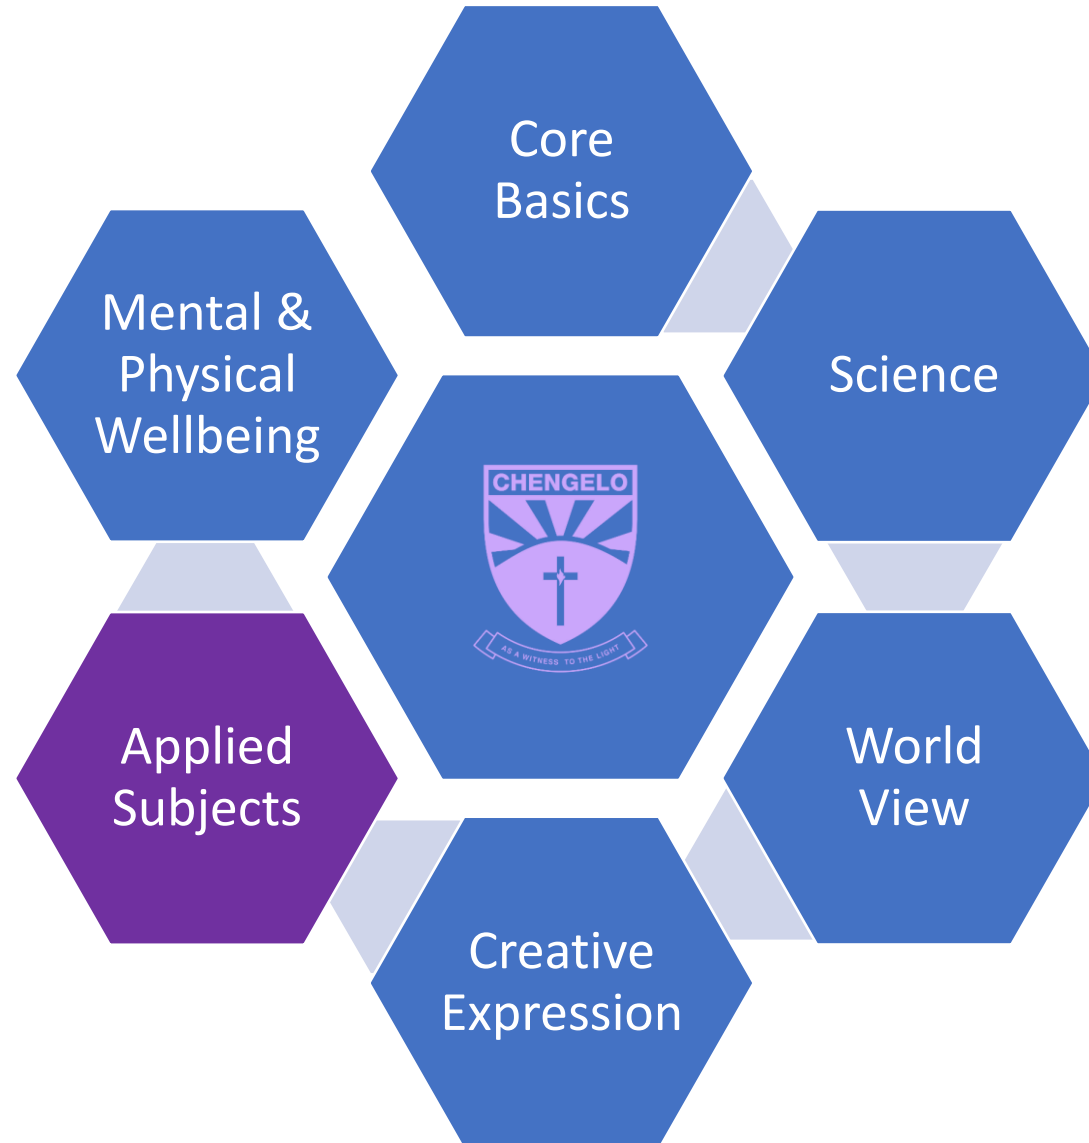 Core
Basics
Science
World
View
Creative
Expression
Applied
Subjects
Mental &
Physical
Wellbeing
CHENGELO
AS A WITNESS TO THE LIGHT